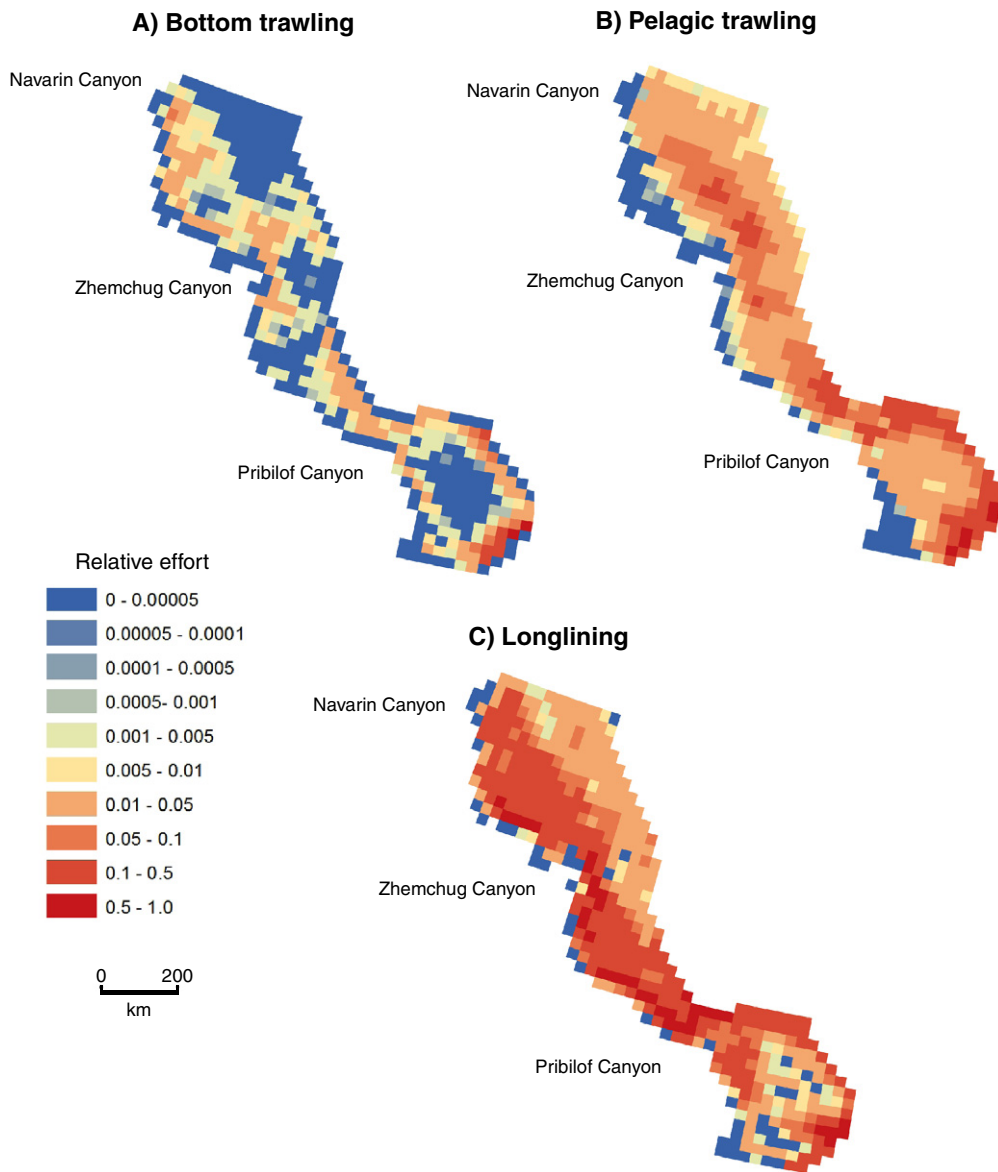 A) Bottom trawling
Navarin Canyon
Zhemchug Canyon
Pribilof Canyon
B) Pelagic trawling
Navarin Canyon
Zhemchug Canyon
Pribilof Canyon
Relative effort
0 - 0.00005
0.00005 - 0.0001
0.0001 - 0.0005
0.0005- 0.001
0.001 - 0.005
0.005 - 0.01
0.01 - 0.05
0.05 - 0.1
0.1 - 0.5
0.5 - 1.0
0 200
km
C) Longlining
Navarin Canyon
Zhemchug Canyon
Pribilof Canyon